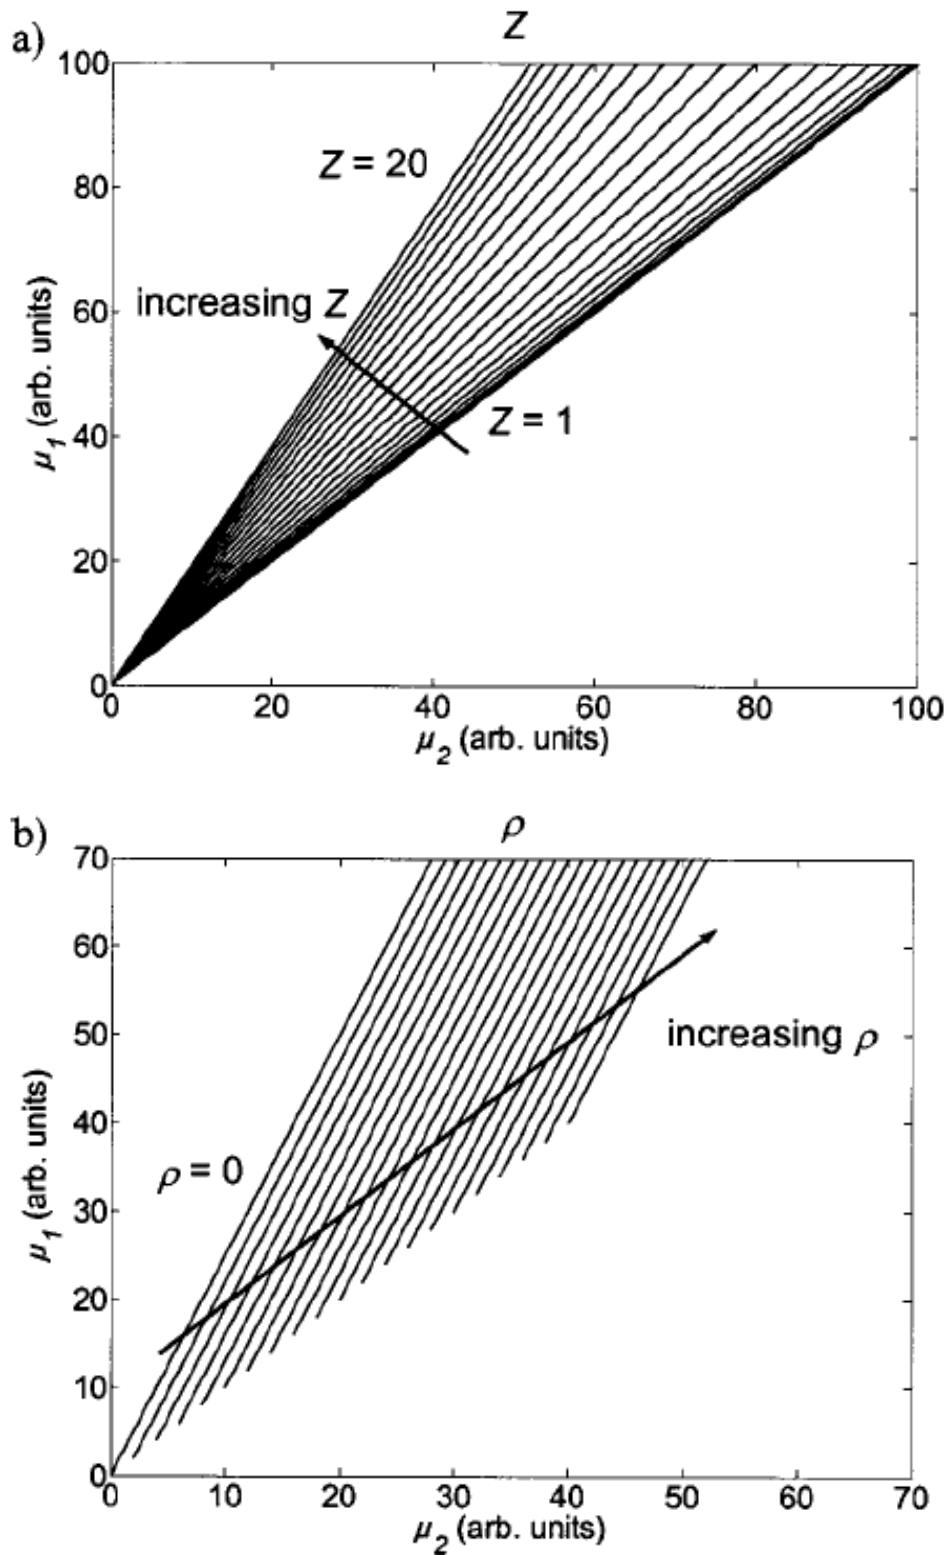 a)
Z
100
80
60
40
20
0
μ1 (arb. units)
Z = 20
increasing Z
Z = 1
0 20 40 60 80 100
μ2 (arb. units)
b)
ρ
70
60
50
40
30
20
10
0
μ1 (arb. units)
ρ = 0
increasing ρ
0 10 20 30 40 50 60 70
μ2 (arb. units)